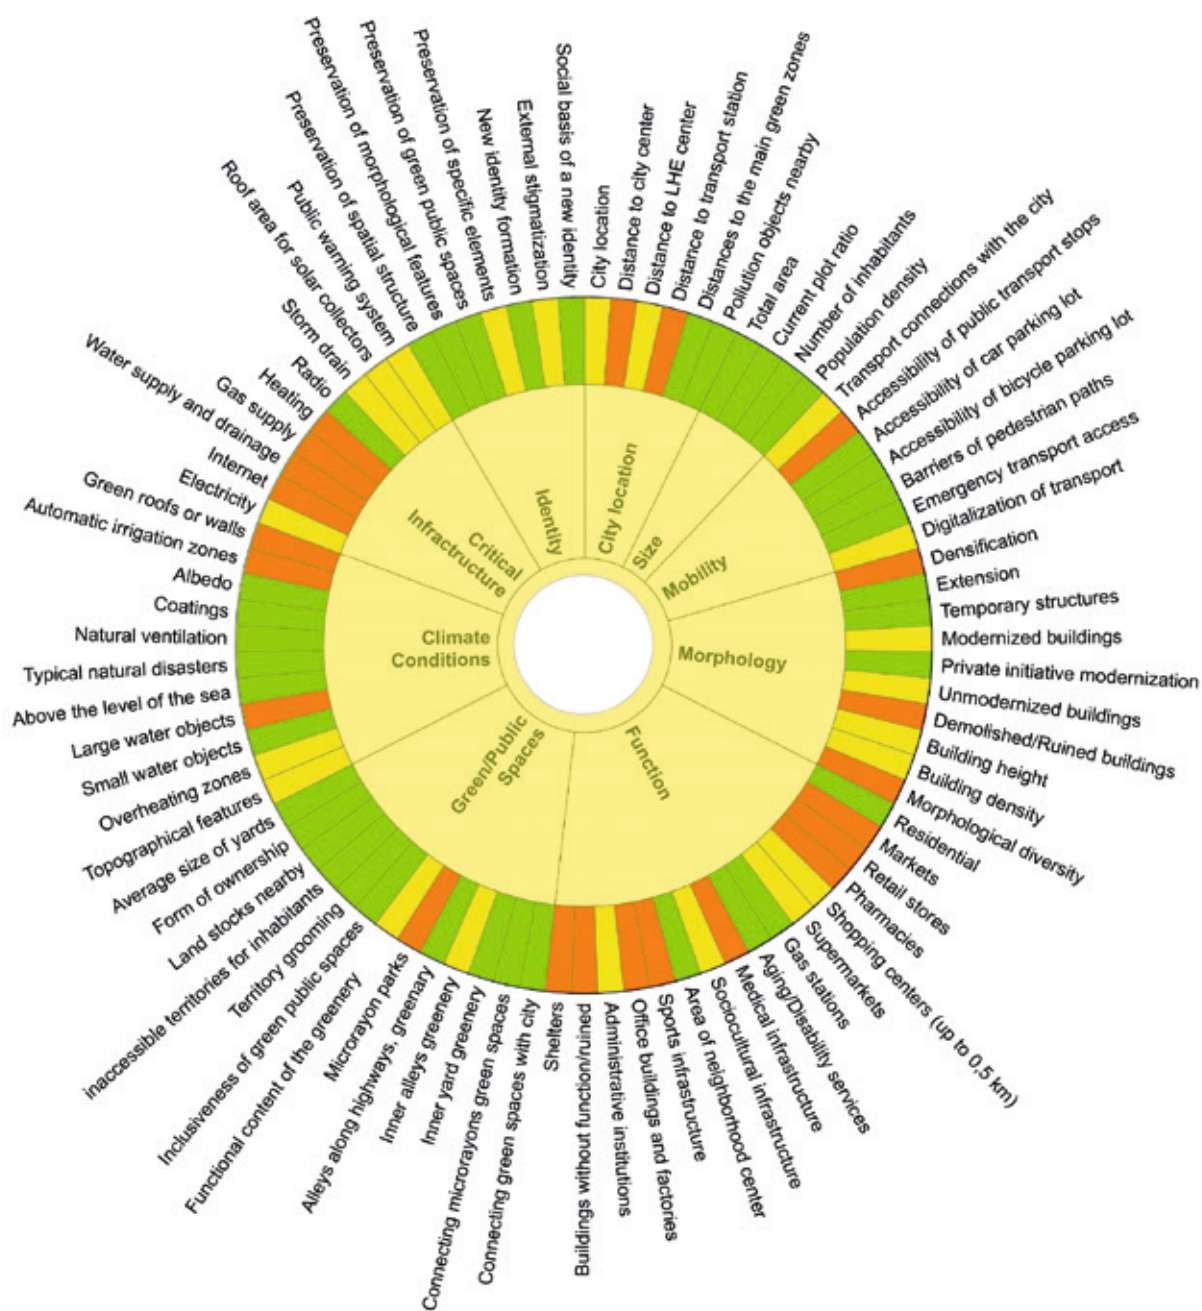 Social basis of a new identity
City location
Distance to city center
Distance to LHE center
Distance to transport station
Distances to the main green zones
Pollution objects nearby
Total area
Current plot ratio
Number of inhabitants
Population density
Transport connections with the city
Accessibility of public transport stops
Accessibility of car parking lot
Accessibility of bicycle parking lot
Barriers of pedestrian paths
Emergency transport access
Digitalization of transport
Densification
Extension
Temporary structures
Modernized buildings
Private initiative modernization
Unmodernized buildings
Demolished/Ruined buildings
Building height
Building density
Morphological diversity
Residential
Markets
Retail stores
Pharmacies
Shopping centers (up to 0,5 km)
Supermarkets
Gas stations
Aging/Disability services
Medical infrastructure
Sociocultural infrastructure
Area of neighborhood center
Sports infrastructure
Office buildings and factories
Administrative institutions
Buildings without function/ruined
Shelters
Connecting green spaces with city
Connecting microrayons green spaces
Inner yard greenery
Inner alleys greenery
Alleys along highways, greenary
Microrayon parks
Functional content of the greenery
Inclusiveness of green public spaces
Territory grooming
inaccessible territories for inhabitants
Land stocks nearby
Form of ownership
Average size of yards
Topographical features
Overheating zones
Small water objects
Large water objects
Above the level of the sea
Typical natural disasters
Natural ventilation
Coatings
Albedo
Automatic irrigation zones
Green roofs or walls
Electricity
Internet
Water supply and drainage
Gas supply
Heating
Radio
Storm drain
Roof area for solar collectors
Public warning system
Preservation of spatial structure
Preservation of morphological features
Preservation of green public spaces
Preservation of specific elements
New identity formation
External stigmatization
City location
Size
Mobility
Morphology
Function
Green/Public
Spaces
Climate
Conditions
Critical
Infrastructure
Identity